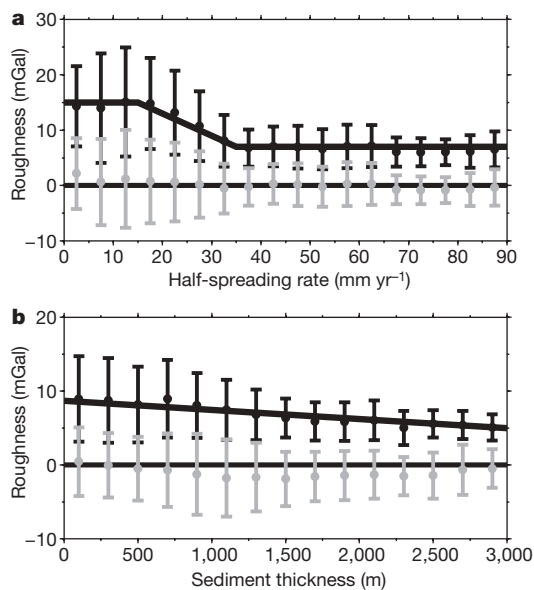 a
30
20
10
0
−10
Roughness (mGal)
0 10 20 30 40 50 60 70 80 90
Half-spreading rate (mm yr⁻¹)
b
20
10
0
−10
Roughness (mGal)
0 500 1,000 1,500 2,000 2,500 3,000
Sediment thickness (m)